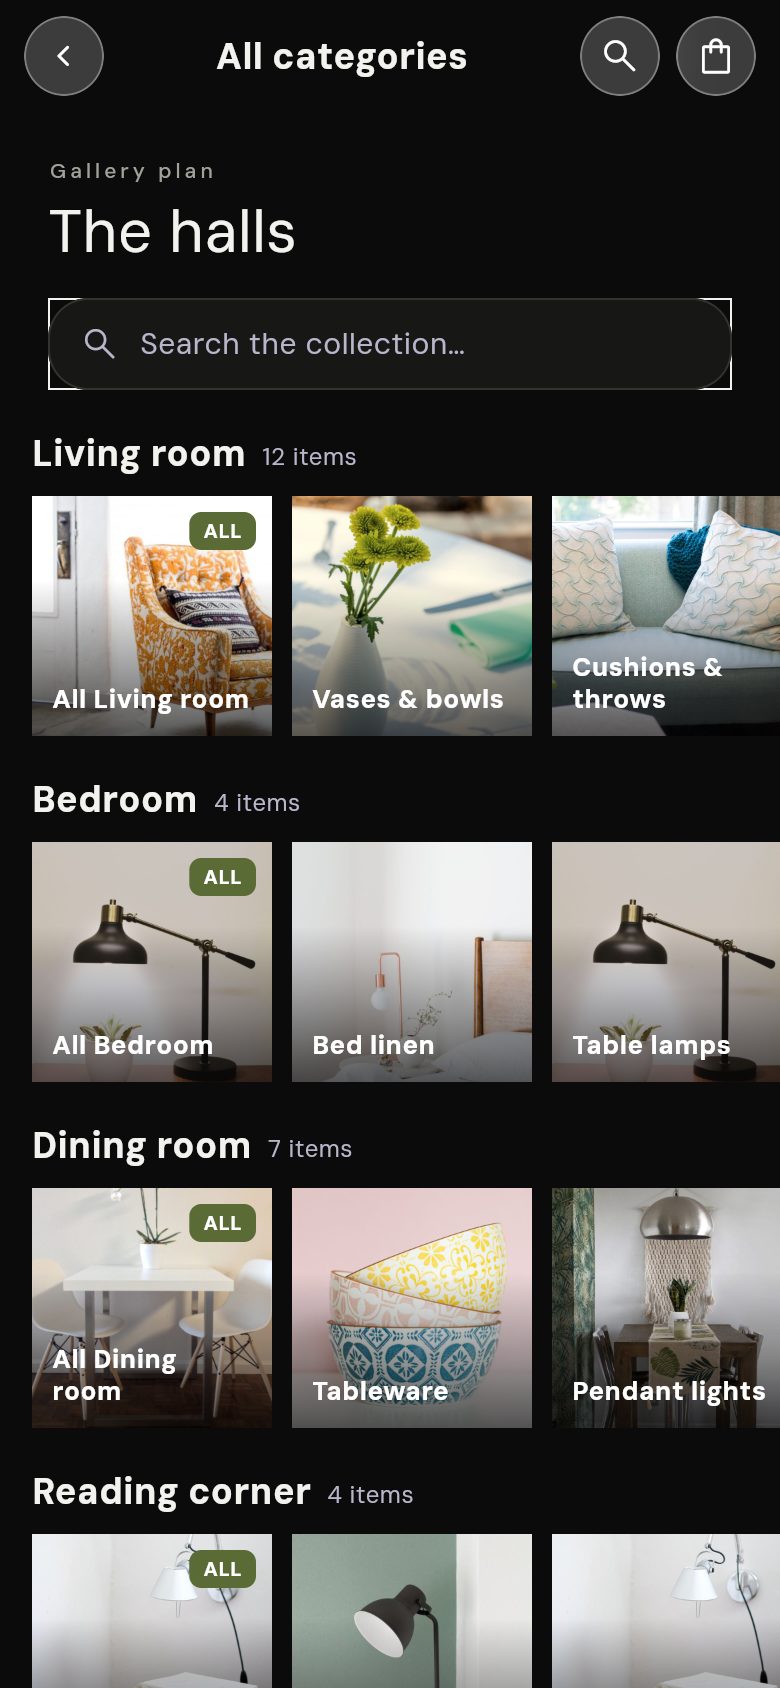 All categories
Gallery plan
The halls
Search the collection...
Living room 12 items
ALL
All Living room
Vases & bowls
Cushions &
throws
Bedroom 4 items
ALL
All Bedroom
Bed linen
Table lamps
Dining room 7 items
ALL
All Dining
room
Tableware
Pendant lights
Reading corner 4 items
ALL